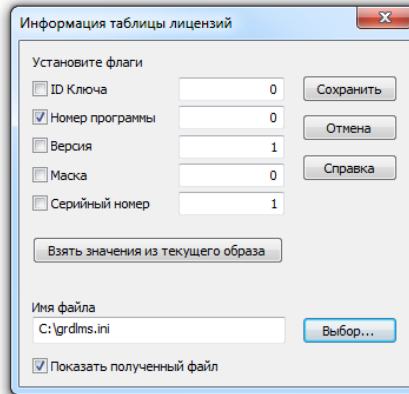 Информация таблицы лицензий
Установите флаги
ID Ключа 0 Сохранить
Номер программы 0 Отмена
Версия 1
Маска 0 Справка
Серийный номер 1
Взять значения из текущего образа
Имя файла
C:\grdlms.ini Выбор...
Показать полученный файл